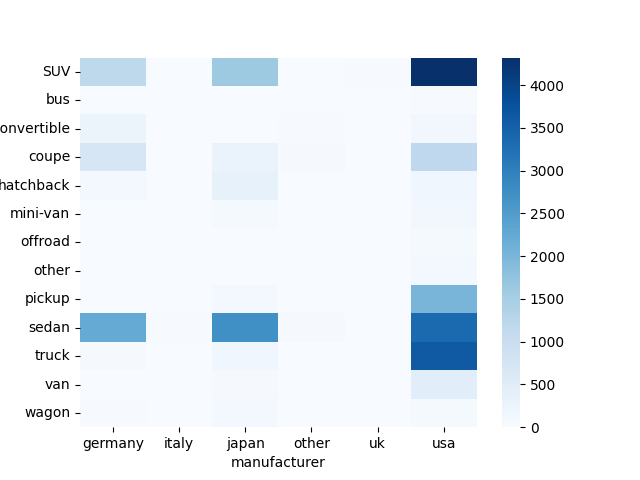 SUV
bus
onvertible
coupe
hatchback
mini-van
offroad
other
pickup
sedan
truck
van
wagon
germany italy japan other uk usa
manufacturer
4000
3500
3000
2500
2000
1500
1000
500
0